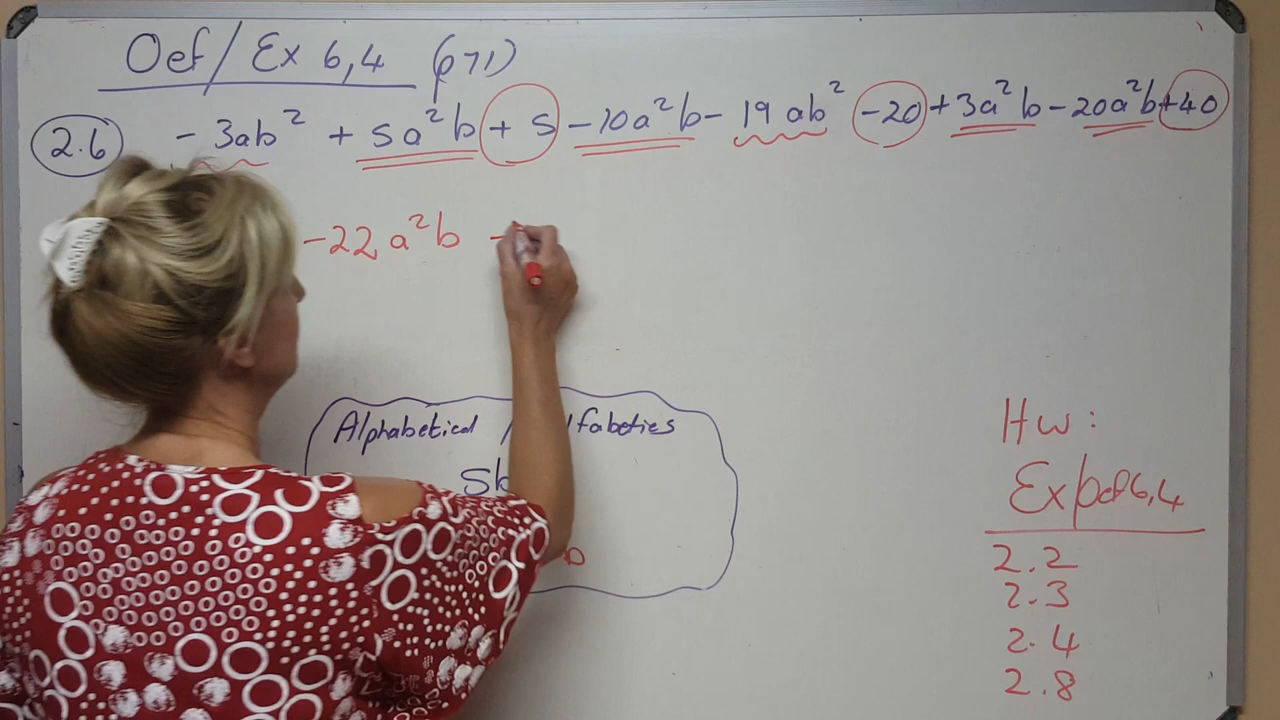 Oef/Ex 6,4 (p71)
2.6 - 3ab² + 5a²b + 5 - 10a²b - 19ab² - 20 + 3a²b - 20a²b + 40
-22a²b -
Alphabetical /
Hw:
Ex/oef 6,4
2.2
2.3
2.4
2.8